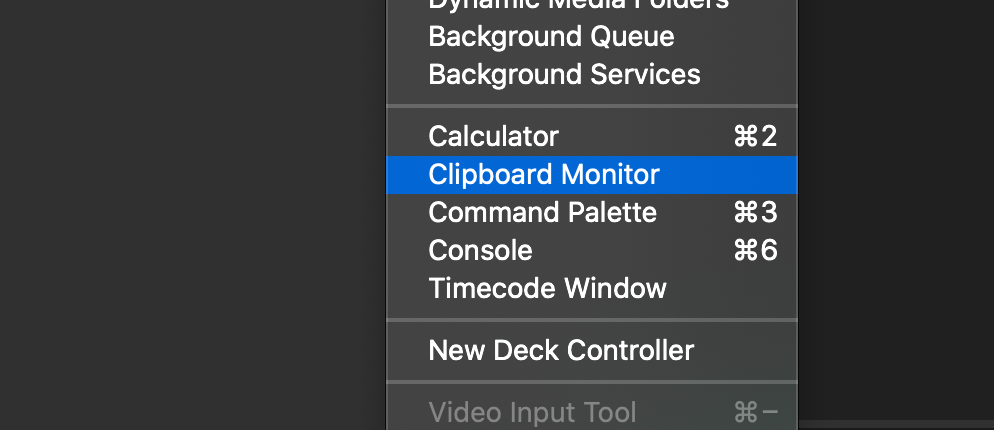 Dynamic Media Folders
Background Queue
Background Services
Calculator ⌘2
Clipboard Monitor
Command Palette ⌘3
Console ⌘6
Timecode Window
New Deck Controller
Video Input Tool ⌘−